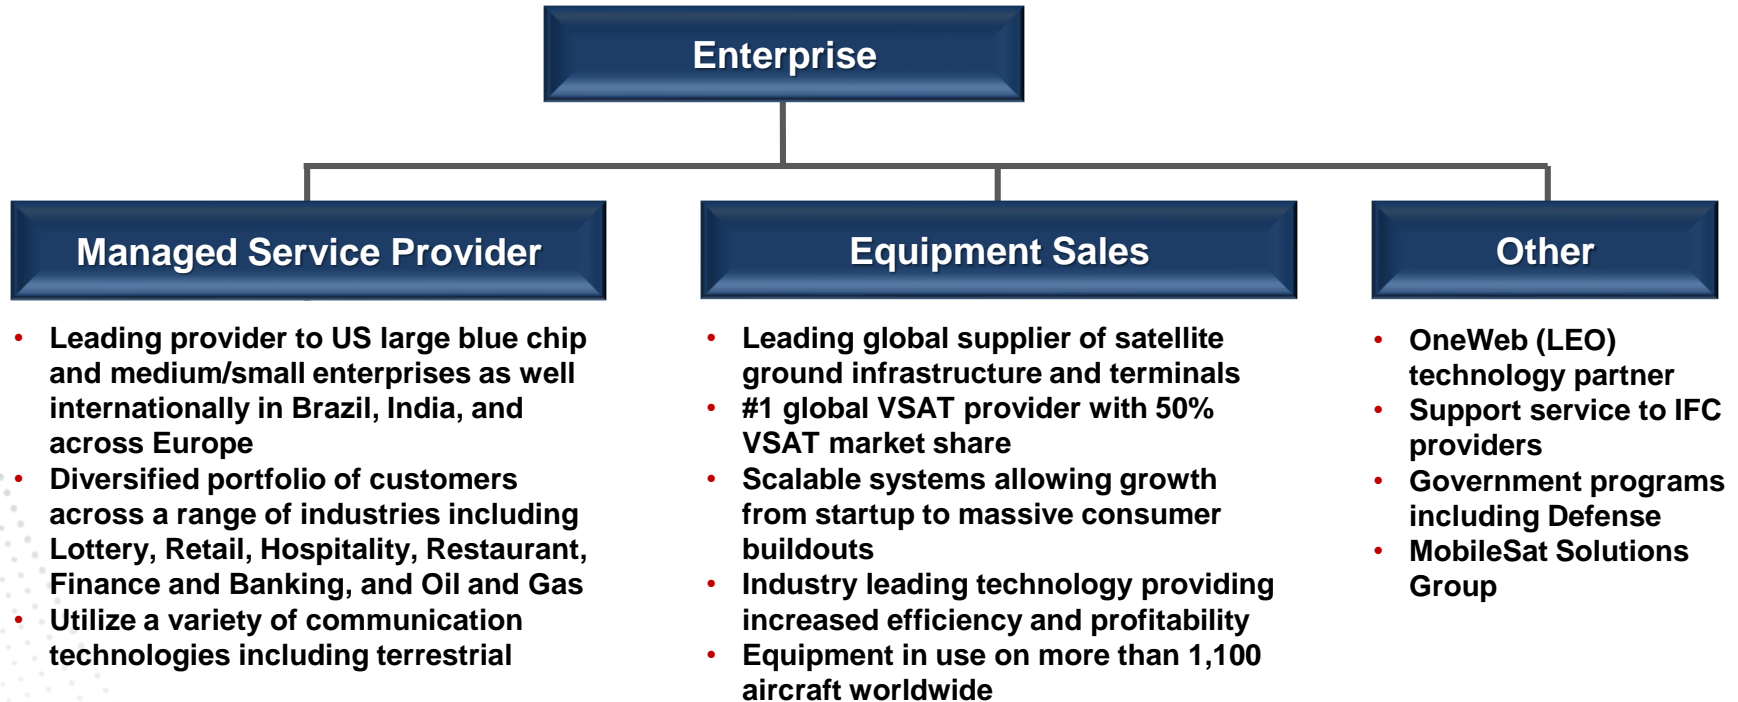 Enterprise
Managed Service Provider
• Leading provider to US large blue chip
and medium/small enterprises as well
internationally in Brazil, India, and
across Europe
• Diversified portfolio of customers
across a range of industries including
Lottery, Retail, Hospitality, Restaurant,
Finance and Banking, and Oil and Gas
• Utilize a variety of communication
technologies including terrestrial
Equipment Sales
• Leading global supplier of satellite
ground infrastructure and terminals
• #1 global VSAT provider with 50%
VSAT market share
• Scalable systems allowing growth
from startup to massive consumer
buildouts
• Industry leading technology providing
increased efficiency and profitability
• Equipment in use on more than 1,100
aircraft worldwide
Other
• OneWeb (LEO)
technology partner
• Support service to IFC
providers
• Government programs
including Defense
• MobileSat Solutions
Group